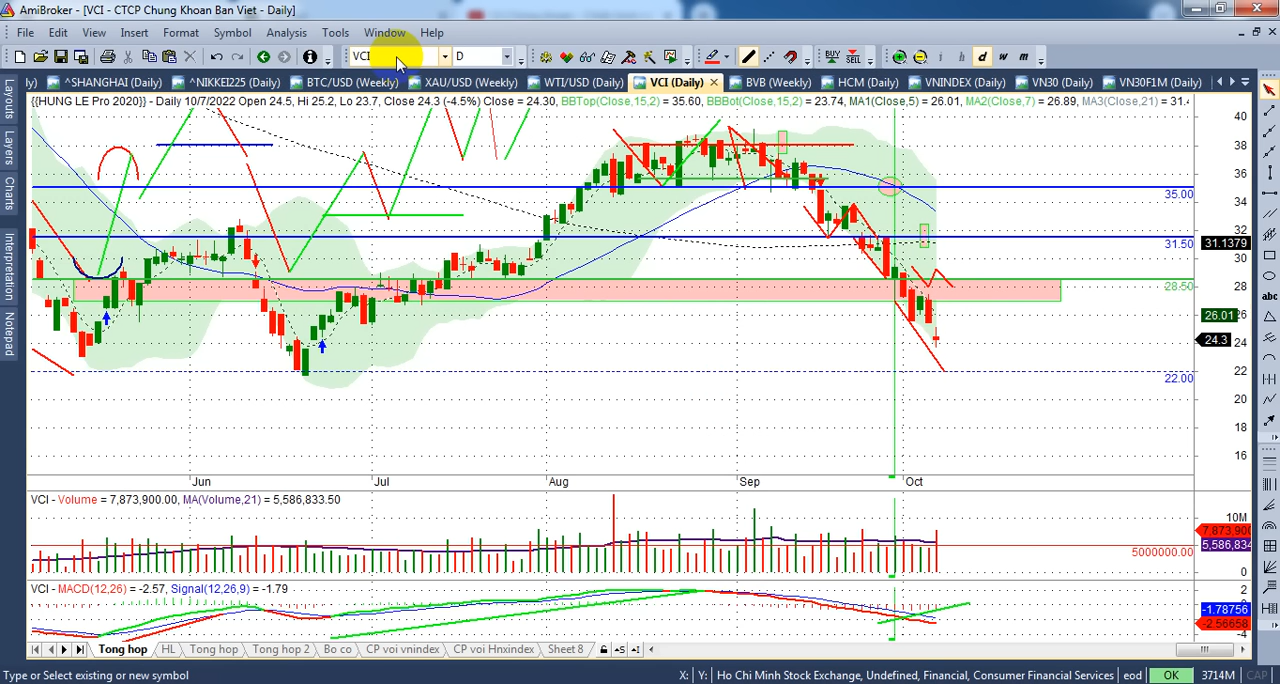 AmiBroker - [VCI - CTCP Chung Khoan Ban Viet - Daily]
File Edit View Insert Format Symbol Analysis Tools Window Help
VCI D BUY SELL i h d w m
ly) ^SHANGHAI (Daily) ^NIKKEI225 (Daily) BTC/USD (Weekly) XAU/USD (Weekly) WTI/USD (Daily) VCI (Daily) BVB (Weekly) HCM (Daily) VNINDEX (Daily) VN30 (Daily) VN30F1M (Daily)
Layouts
Layers
Charts
Interpretation
Notepad
abc
{{HUNG LE Pro 2020}} - Daily 10/7/2022 Open 24.5, Hi 25.2, Lo 23.7, Close 24.3 (-4.5%) Close = 24.30, BBTop(Close,15,2) = 35.60, BBBot(Close,15,2) = 23.74, MA1(Close,5) = 26.01, MA2(Close,7) = 26.89, MA3(Close,21) = 31.4
40
38
36
35.00
34
32
31.50
31.1379
30
28.50
28
26.01
26
24.3
24
22
22.00
20
18
16
Jun Jul Aug Sep Oct
VCI - Volume = 7,873,900.00, MA(Volume,21) = 5,586,833.50
10M
7,873,900
5,586,834
5000000.00
0
VCI - MACD(12,26) = -2.57, Signal(12,26,9) = -1.79
2
0
-1.78756
-2.56658
-4
Tong hop HL Tong hop Tong hop 2 Bo co CP voi vnindex CP voi Hnxindex Sheet 8
Type or Select existing or new symbol X: Y: Ho Chi Minh Stock Exchange, Undefined, Financial, Consumer Financial Services eod OK 3714M CAP